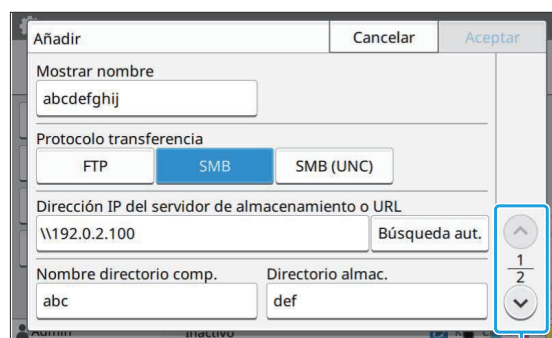 Añadir Cancelar Aceptar
Mostrar nombre
abcdefghij
Protocolo transferencia
FTP SMB SMB (UNC)
Dirección IP del servidor de almacenamiento o URL
\\192.0.2.100 Búsqueda aut.
1
2
Nombre directorio comp. Directorio almac.
abc def
Admin Inactivo